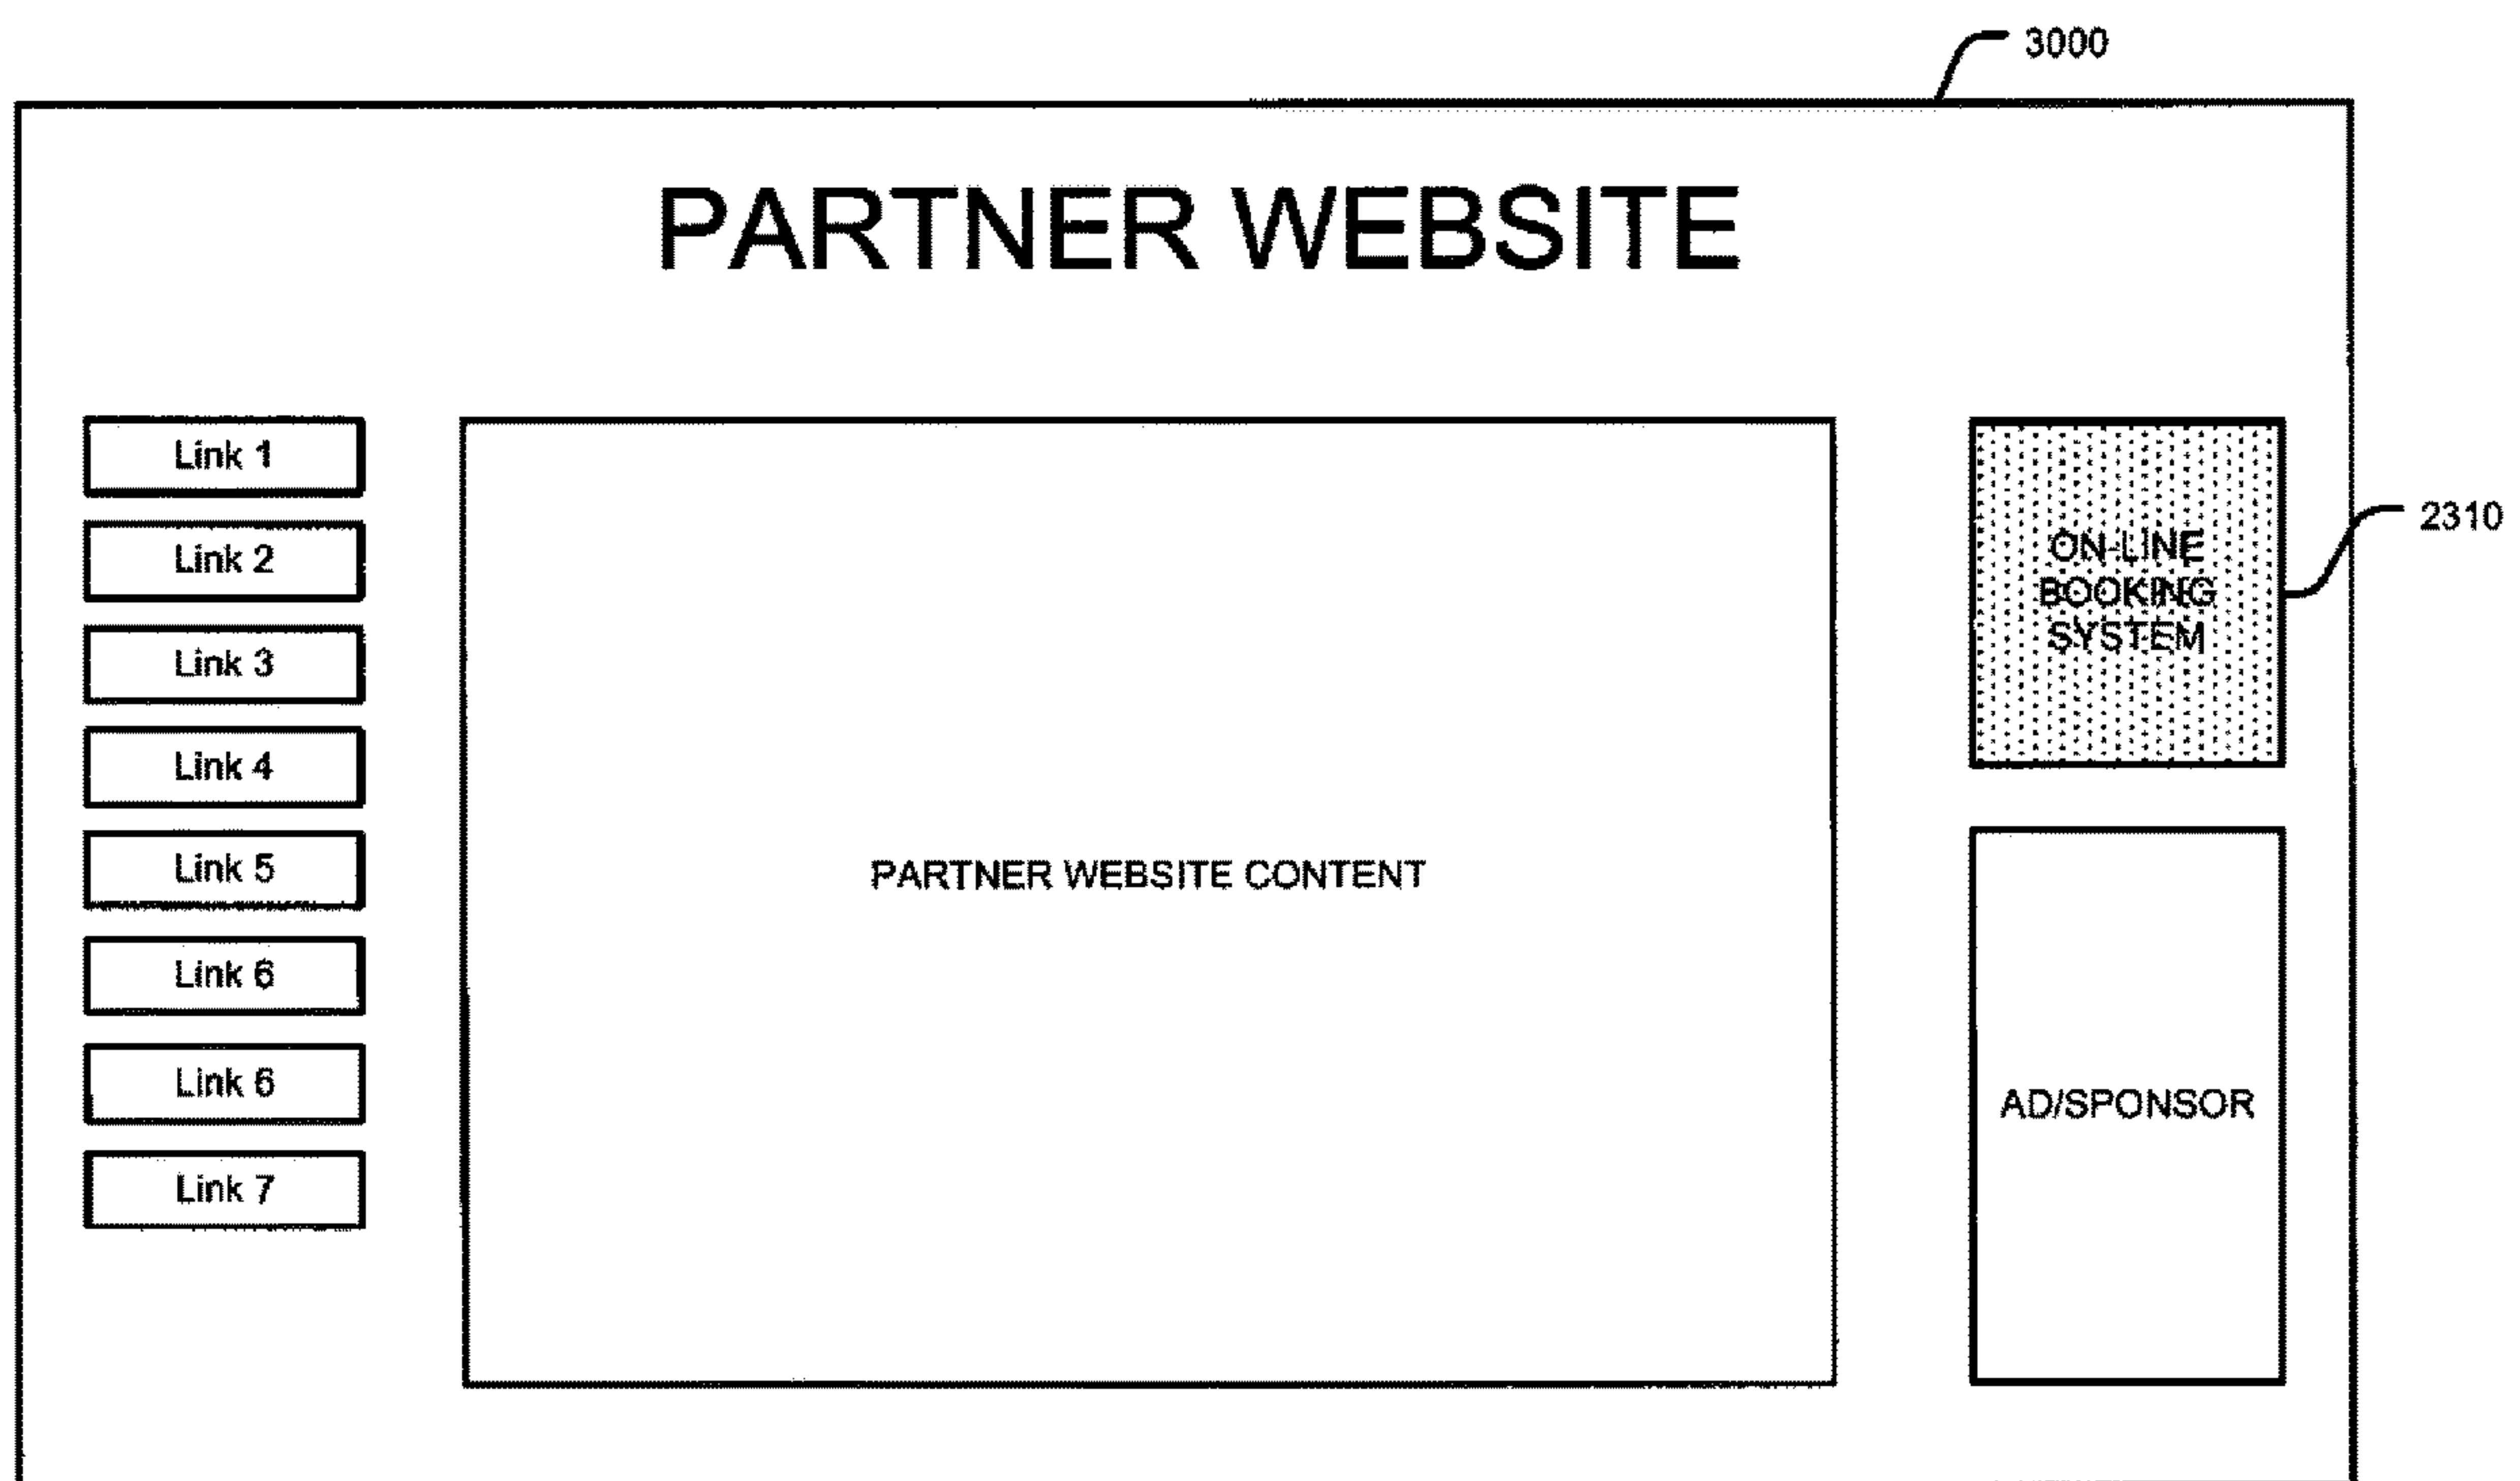 3000
PARTNER WEBSITE
Link 1
Link 2
Link 3
Link 4
Link 5
Link 6
Link 6
Link 7
PARTNER WEBSITE CONTENT
ON-LINE
BOOKING
SYSTEM
2310
AD/SPONSOR